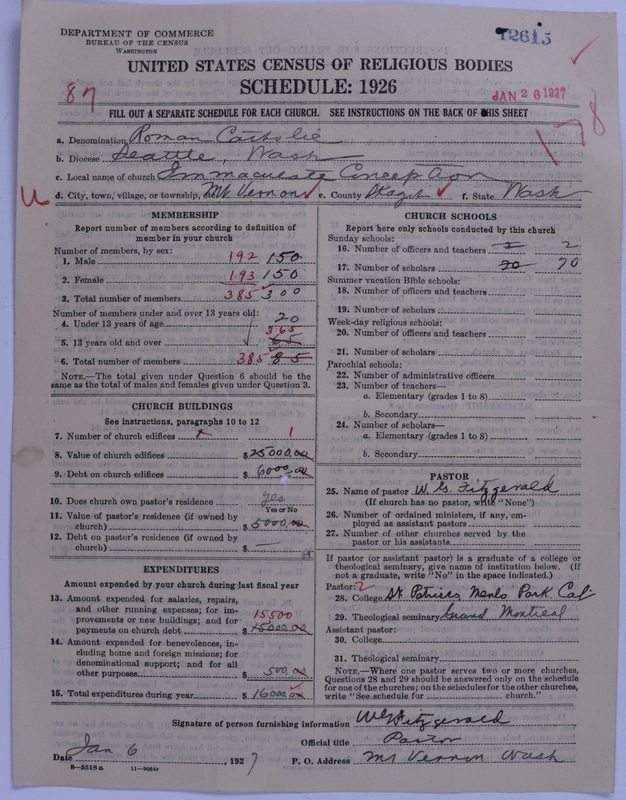 DEPARTMENT OF COMMERCE
BUREAU OF THE CENSUS
WASHINGTON
12615
UNITED STATES CENSUS OF RELIGIOUS BODIES
SCHEDULE: 1926
87
JAN 26 1927
178
FILL OUT A SEPARATE SCHEDULE FOR EACH CHURCH. SEE INSTRUCTIONS ON THE BACK OF THIS SHEET
a. Denomination Roman Catholic
b. Diocese Seattle, Wash
c. Local name of church Immaculate Conception
d. City, town, village, or township, Mt Vernon e. County Skagit f. State Wash
MEMBERSHIP
Report number of members according to definition of
member in your church
Number of members, by sex:
1. Male 192 150
2. Female 193 150
3. Total number of members 385 300
Number of members under and over 13 years old:
4. Under 13 years of age 20
5. 13 years old and over 365
6. Total number of members 385 85
NOTE.—The total given under Question 6 should be the
same as the total of males and females given under Question 3.
CHURCH BUILDINGS
See instructions, paragraphs 10 to 12
7. Number of church edifices 1
8. Value of church edifices $25000.00
9. Debt on church edifices $6000.00
10. Does church own pastor's residence yes
Yes or No
11. Value of pastor's residence (if owned by
church) $5000.00
12. Debt on pastor's residence (if owned by
church) $
EXPENDITURES
Amount expended by your church during last fiscal year
13. Amount expended for salaries, repairs,
and other running expenses; for im-
provements or new buildings; and for
payments on church debt 15500 $15000.00
14. Amount expended for benevolences, in-
cluding home and foreign missions; for
denominational support; and for all
other purposes $500.00
15. Total expenditures during year $16000.00
CHURCH SCHOOLS
Report here only schools conducted by this church
Sunday schools:
16. Number of officers and teachers 2 2
17. Number of scholars 70 70
Summer vacation Bible schools:
18. Number of officers and teachers
19. Number of scholars
Week-day religious schools:
20. Number of officers and teachers
21. Number of scholars
Parochial schools:
22. Number of administrative officers
23. Number of teachers—
a. Elementary (grades 1 to 8)
b. Secondary
24. Number of scholars—
a. Elementary (grades 1 to 8)
b. Secondary
PASTOR
25. Name of pastor W. G. Fitzgerald
(If church has no pastor, write "None")
26. Number of ordained ministers, if any, em-
ployed as assistant pastors
27. Number of other churches served by the
pastor or his assistants
If pastor (or assistant pastor) is a graduate of a college or
theological seminary, give name of institution below. (If
not a graduate, write "No" in the space indicated.)
Pastor: 2
28. College St Patricks, Menlo Park Cal
29. Theological seminary Grand Montreal
Assistant pastor:
30. College
31. Theological seminary
NOTE.—Where one pastor serves two or more churches,
Questions 28 and 29 should be answered only on the schedule
for one of the churches; on the schedules for the other churches,
write "See schedule for church."
Signature of person furnishing information W G Fitzgerald
Official title Pastor
Date Jan 6, 1927 P. O. Address Mt Vernon Wash
8-5518a 11-9084